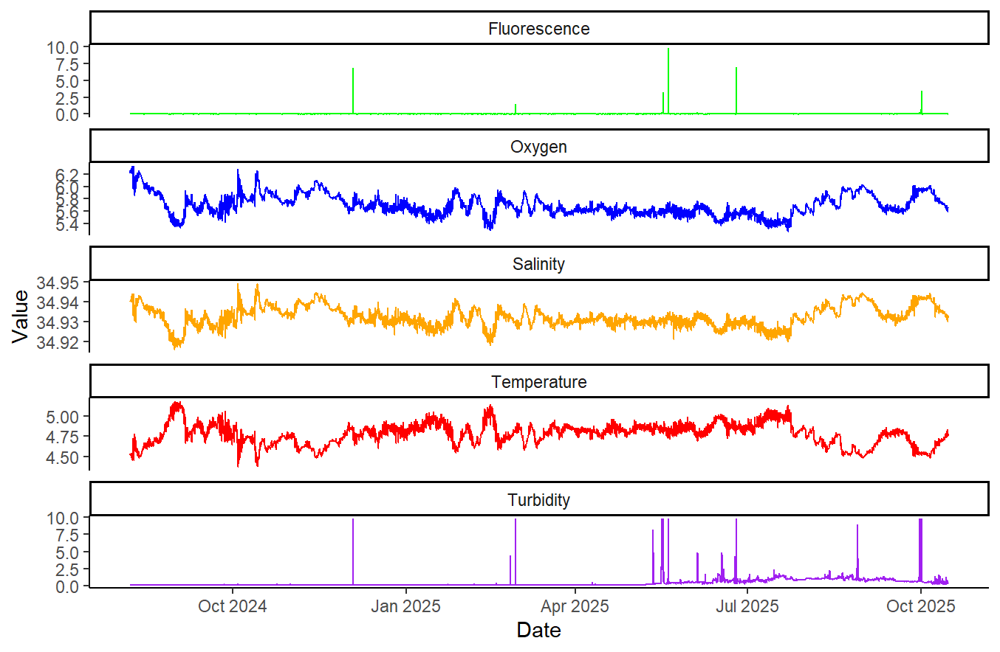 Fluorescence
10.0
7.5
5.0
2.5
0.0
Oxygen
6.2
6.0
5.8
5.6
5.4
Salinity
34.95
34.94
34.93
34.92
Temperature
5.00
4.75
4.50
Turbidity
10.0
7.5
5.0
2.5
0.0
Value
Oct 2024 Jan 2025 Apr 2025 Jul 2025 Oct 2025
Date